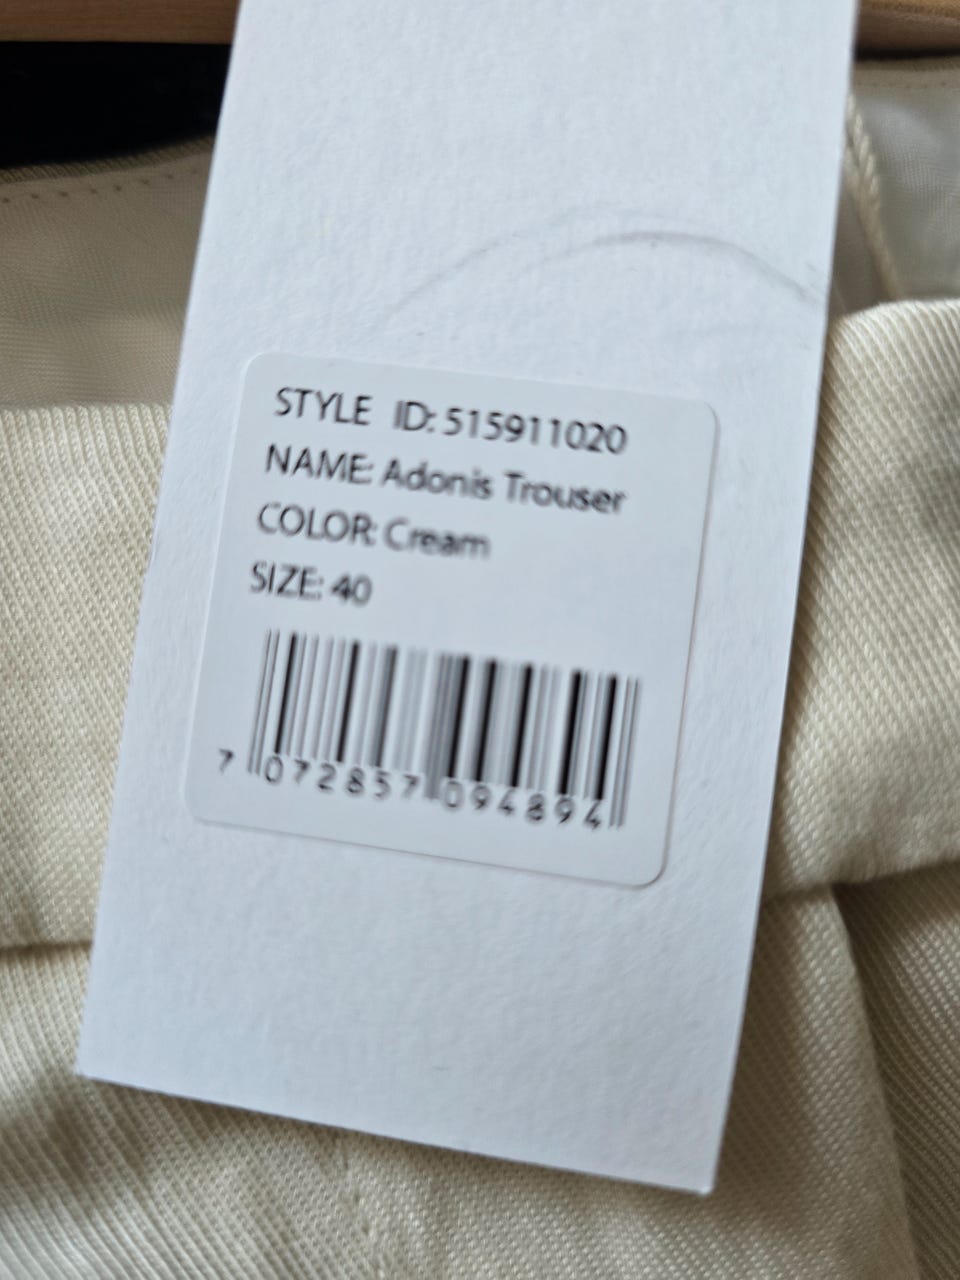 STYLE ID: 515911020
NAME: Adonis Trouser
COLOR: Cream
SIZE: 40
7 072857 094894